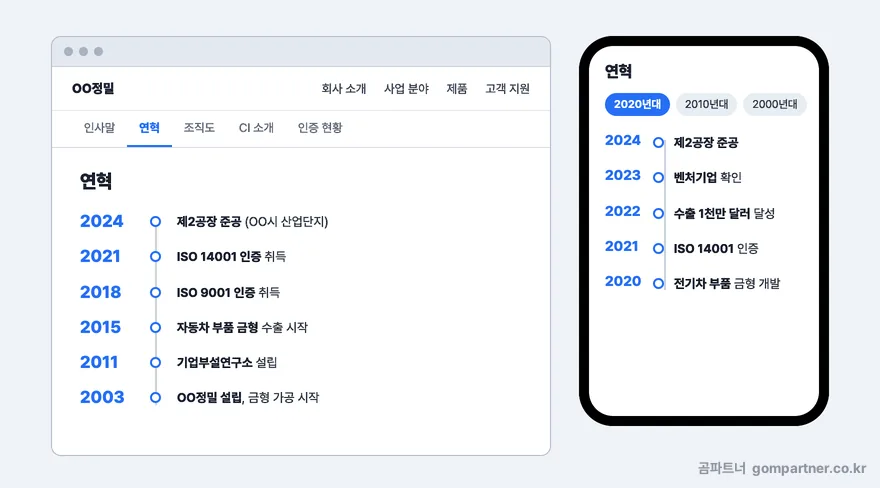 OO정밀
회사 소개 사업 분야 제품 고객 지원
인사말 연혁 조직도 CI 소개 인증 현황
연혁
2024 제2공장 준공 (OO시 산업단지)
2021 ISO 14001 인증 취득
2018 ISO 9001 인증 취득
2015 자동차 부품 금형 수출 시작
2011 기업부설연구소 설립
2003 OO정밀 설립, 금형 가공 시작
연혁
2020년대 2010년대 2000년대
2024 제2공장 준공
2023 벤처기업 확인
2022 수출 1천만 달러 달성
2021 ISO 14001 인증
2020 전기차 부품 금형 개발
곰파트너 gompartner.co.kr